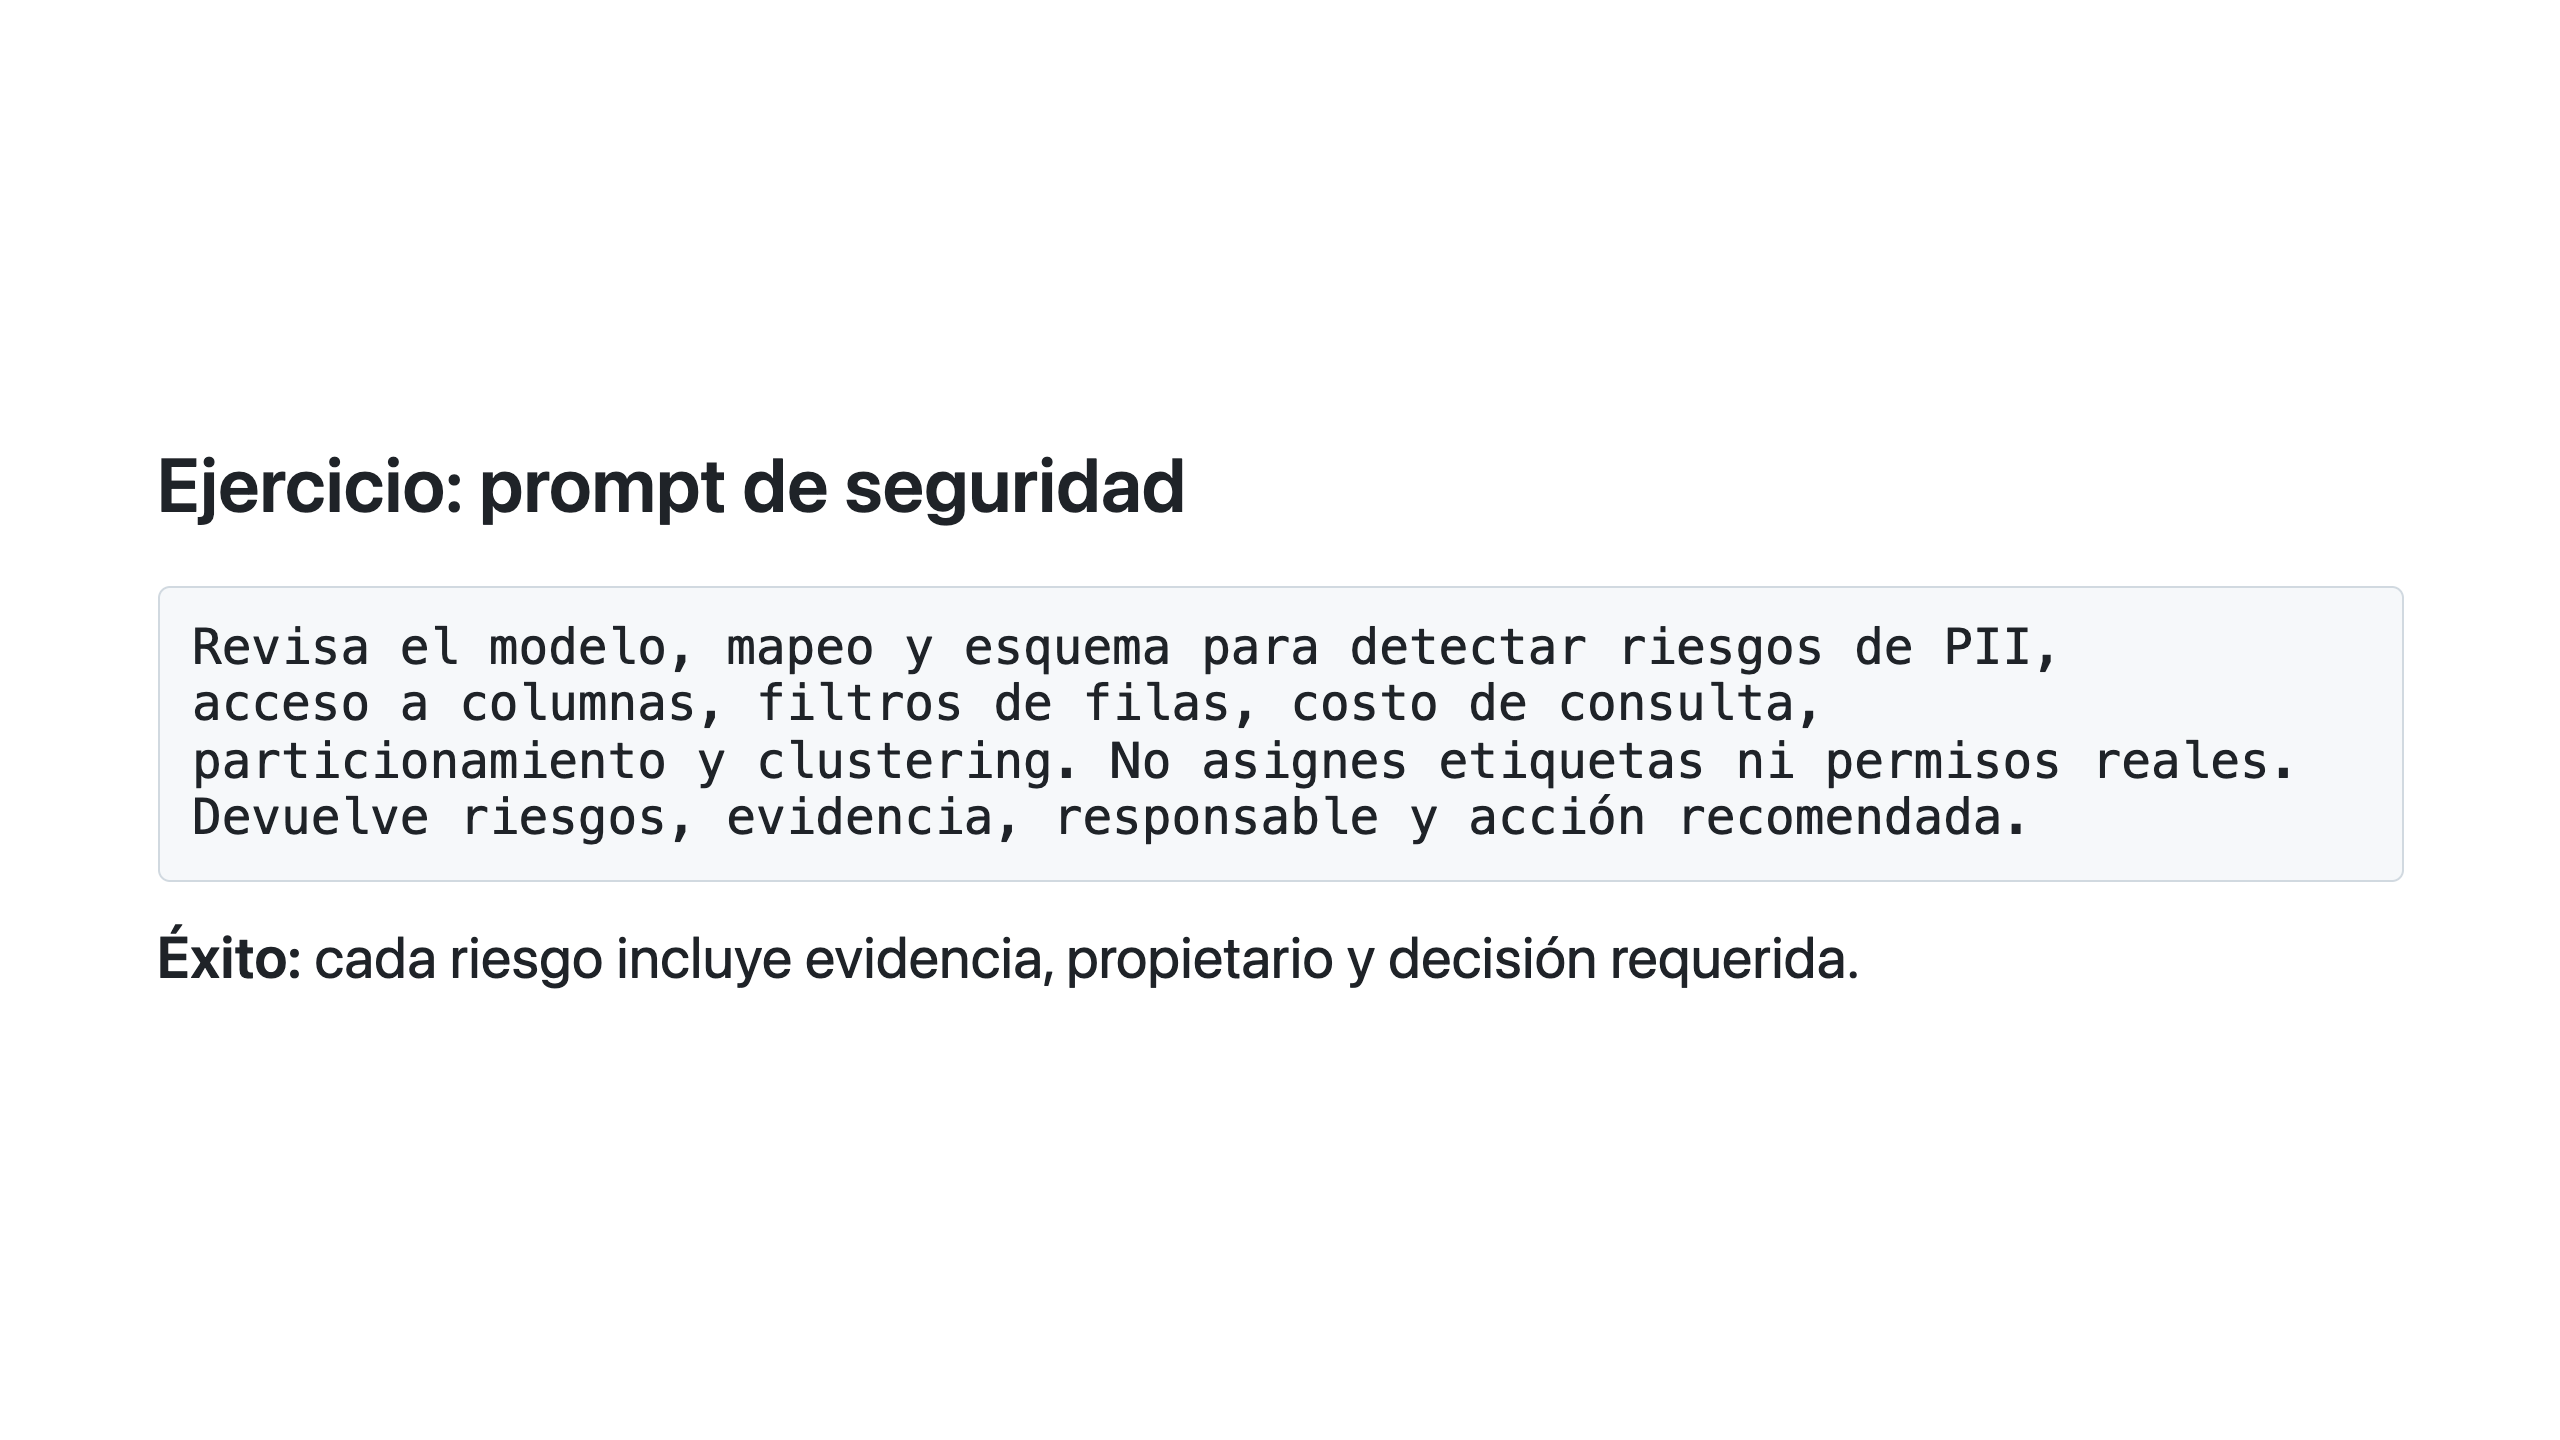 Ejercicio: prompt de seguridad
Revisa el modelo, mapeo y esquema para detectar riesgos de PII,
acceso a columnas, filtros de filas, costo de consulta,
particionamiento y clustering. No asignes etiquetas ni permisos reales.
Devuelve riesgos, evidencia, responsable y acción recomendada.
Éxito: cada riesgo incluye evidencia, propietario y decisión requerida.